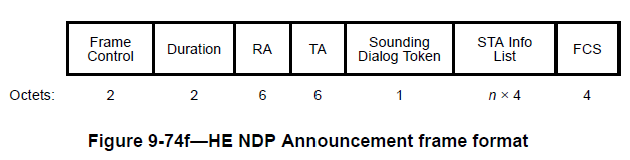 Frame
Control
Duration
RA
TA
Sounding
Dialog Token
STA Info
List
FCS
Octets: 2 2 6 6 1 n × 4 4
Figure 9-74f—HE NDP Announcement frame format